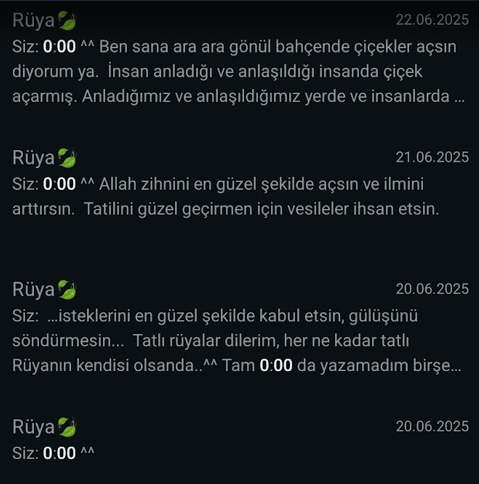 Rüya🍃 22.06.2025
Siz: 0:00 ^^ Ben sana ara ara gönül bahçende çiçekler açsın
diyorum ya. İnsan anladığı ve anlaşıldığı insanda çiçek
açarmış. Anladığımız ve anlaşıldığımız yerde ve insanlarda ...
Rüya🍃 21.06.2025
Siz: 0:00 ^^ Allah zihnini en güzel şekilde açsın ve ilmini
arttırsın. Tatilini güzel geçirmen için vesileler ihsan etsin.
Rüya🍃 20.06.2025
Siz: ...isteklerini en güzel şekilde kabul etsin, gülüşünü
söndürmesin... Tatlı rüyalar dilerim, her ne kadar tatlı
Rüyanın kendisi olsanda..^^ Tam 0:00 da yazamadım birşe...
Rüya🍃 20.06.2025
Siz: 0:00 ^^